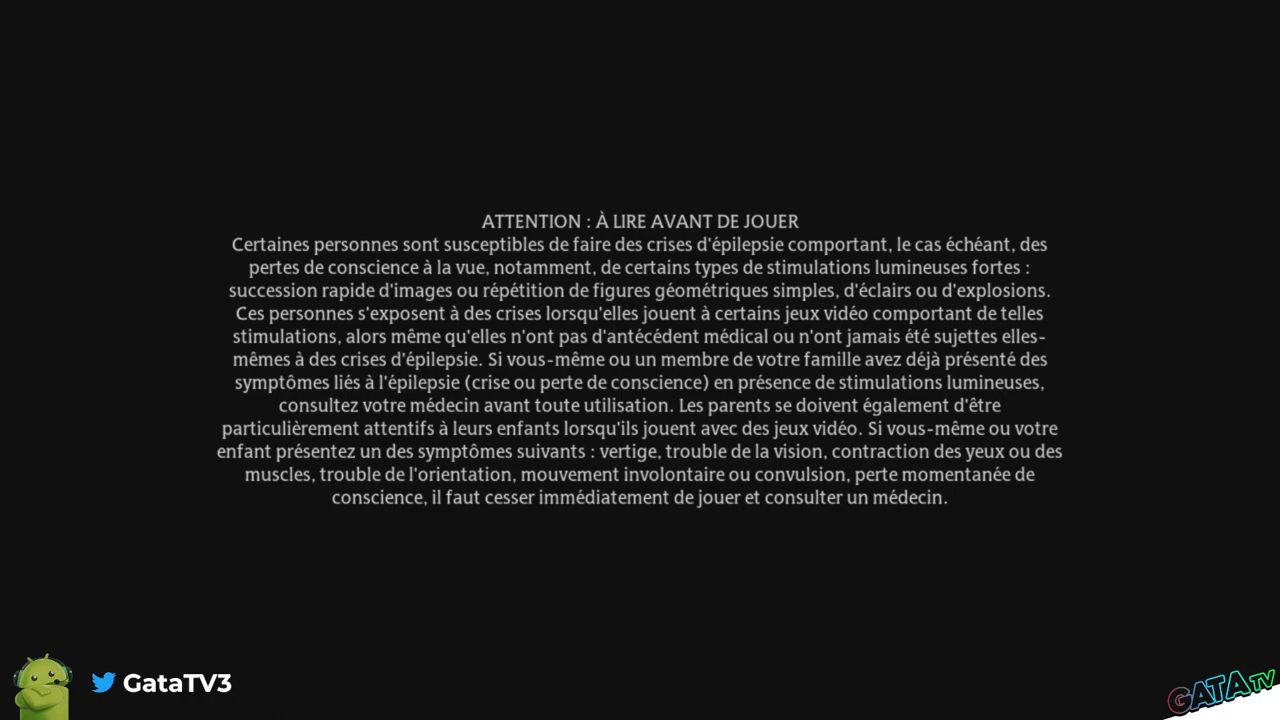 ATTENTION : À LIRE AVANT DE JOUER
Certaines personnes sont susceptibles de faire des crises d'épilepsie comportant, le cas échéant, des
pertes de conscience à la vue, notamment, de certains types de stimulations lumineuses fortes :
succession rapide d'images ou répétition de figures géométriques simples, d'éclairs ou d'explosions.
Ces personnes s'exposent à des crises lorsqu'elles jouent à certains jeux vidéo comportant de telles
stimulations, alors même qu'elles n'ont pas d'antécédent médical ou n'ont jamais été sujettes elles-
mêmes à des crises d'épilepsie. Si vous-même ou un membre de votre famille avez déjà présenté des
symptômes liés à l'épilepsie (crise ou perte de conscience) en présence de stimulations lumineuses,
consultez votre médecin avant toute utilisation. Les parents se doivent également d'être
particulièrement attentifs à leurs enfants lorsqu'ils jouent avec des jeux vidéo. Si vous-même ou votre
enfant présentez un des symptômes suivants : vertige, trouble de la vision, contraction des yeux ou des
muscles, trouble de l'orientation, mouvement involontaire ou convulsion, perte momentanée de
conscience, il faut cesser immédiatement de jouer et consulter un médecin.
GataTV3
GATA TV